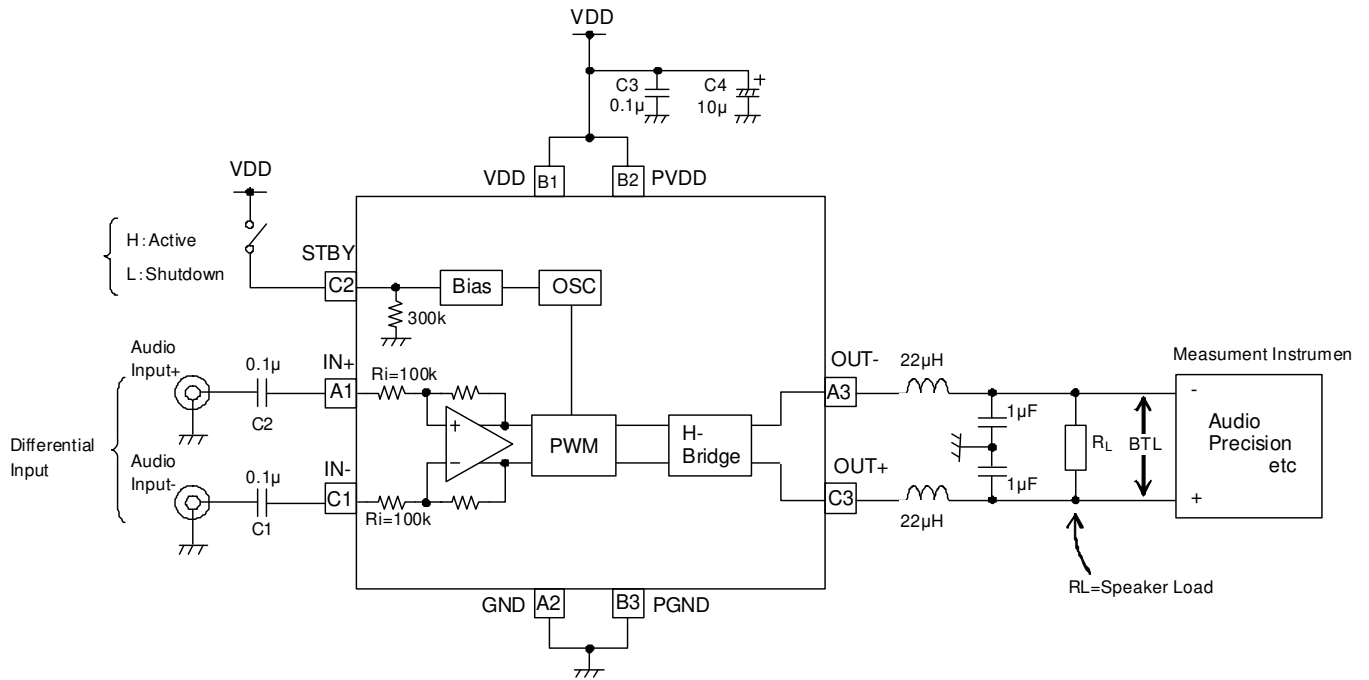 VDD
C3
0.1µ
C4
+
10µ
VDD
B1
B2
PVDD
VDD
H:Active
L:Shutdown
STBY
C2
Bias
OSC
300k
Audio
Input+
0.1µ
C2
IN+
A1
Ri=100k
+
−
PWM
H-
Bridge
OUT-
A3
22µH
1µF
1µF
RL
BTL
Measument Instrumen
-
Audio
Precision
etc
+
Differential
Input
Audio
Input-
0.1µ
C1
IN-
C1
Ri=100k
OUT+
C3
22µH
RL=Speaker Load
GND
A2
B3
PGND